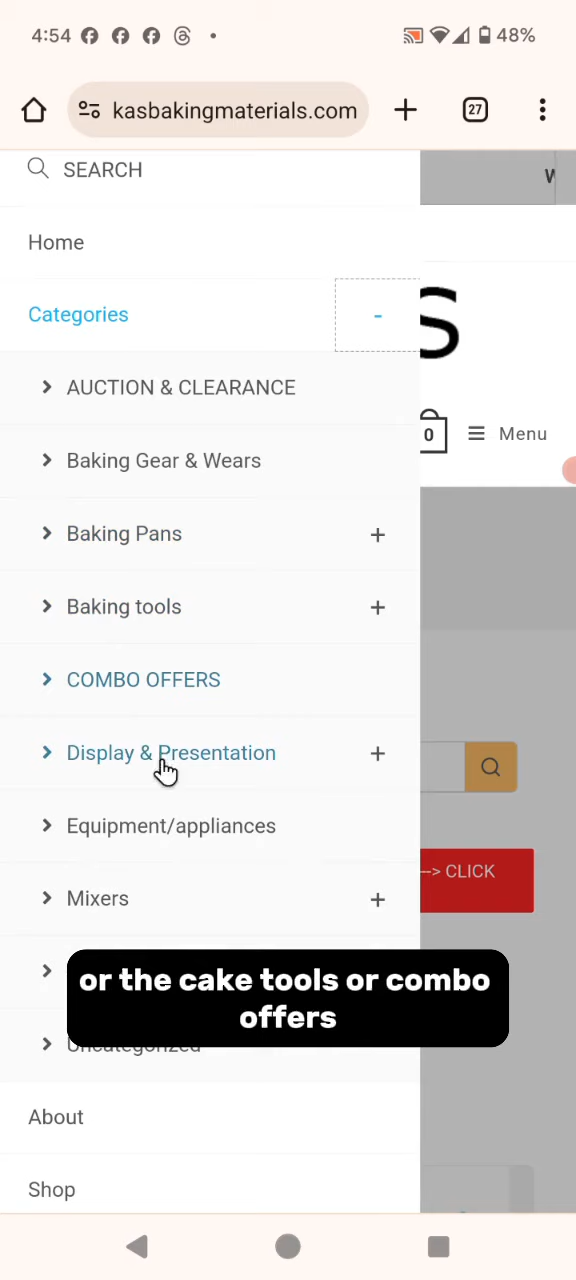 4:54
48%
kasbakingmaterials.com
27
SEARCH
Home
Categories
-
AUCTION & CLEARANCE
Baking Gear & Wears
Baking Pans +
Baking tools +
COMBO OFFERS
Display & Presentation +
Equipment/appliances
Mixers +
or the cake tools or combo
offers
Uncategorized
About
Shop
S
0
Menu
--> CLICK